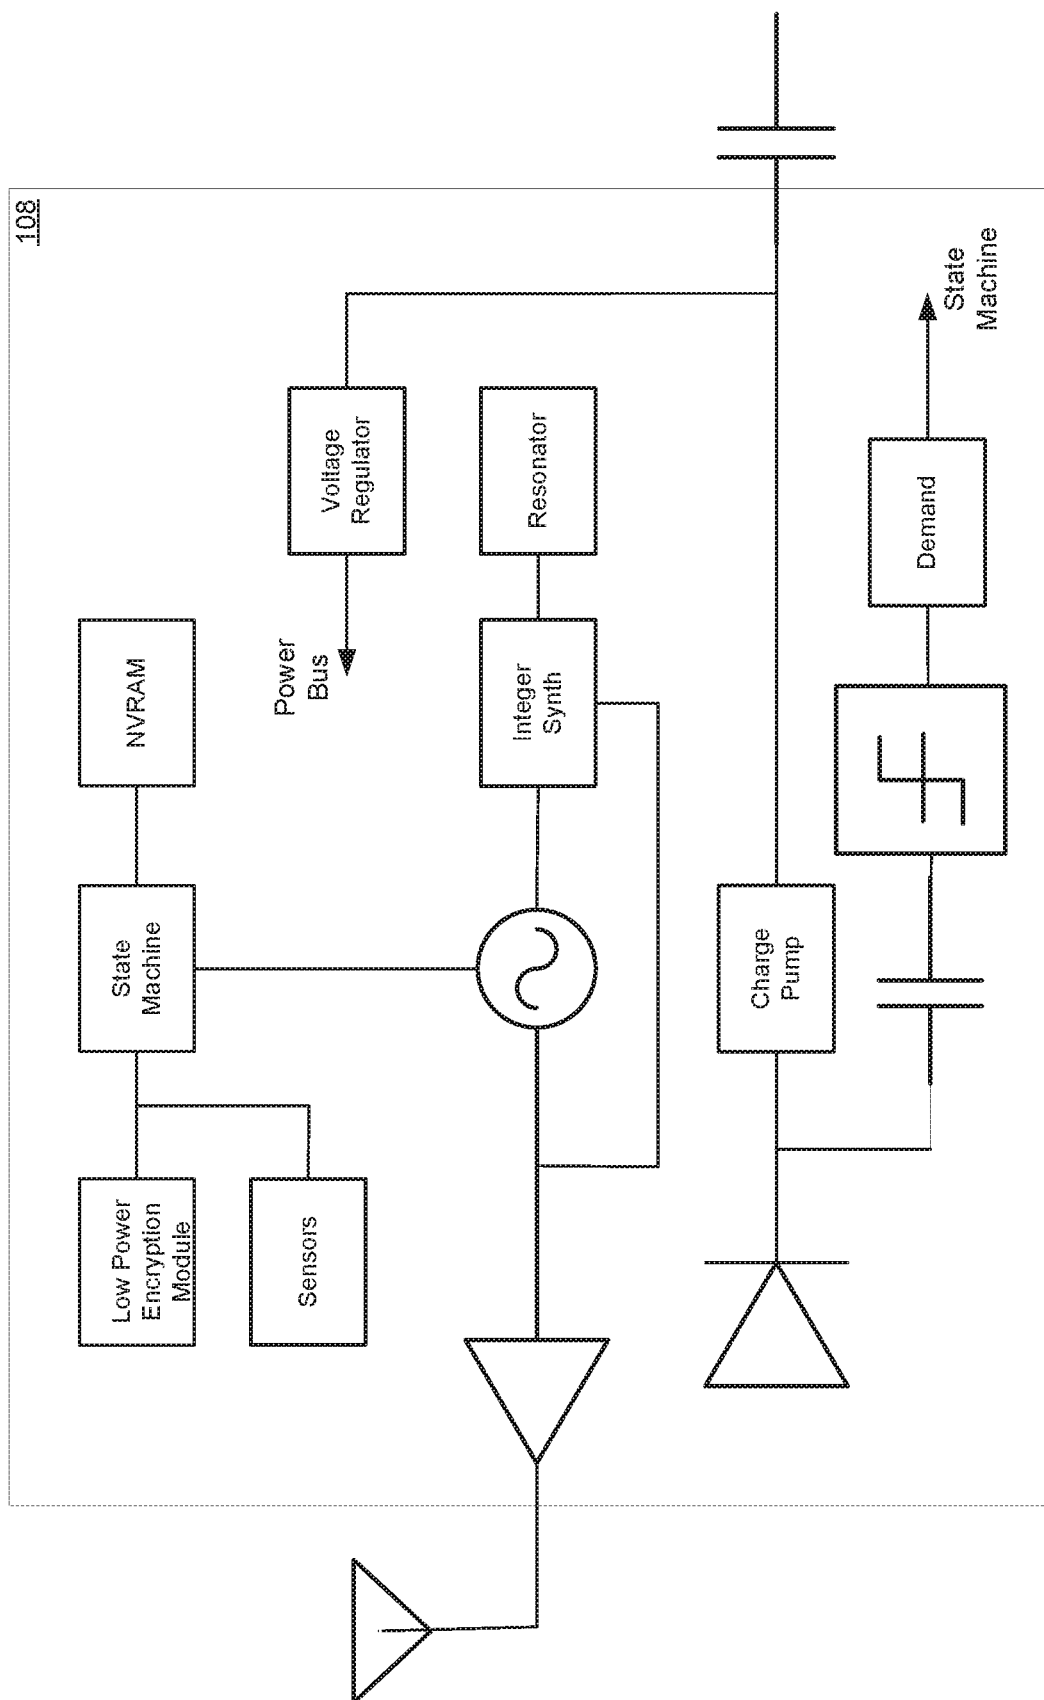 108
Low Power
Encryption
Module
State
Machine
NVRAM
Sensors
Power
Bus
Voltage
Regulator
Integer
Synth
Resonator
Charge
Pump
Demand
State
Machine